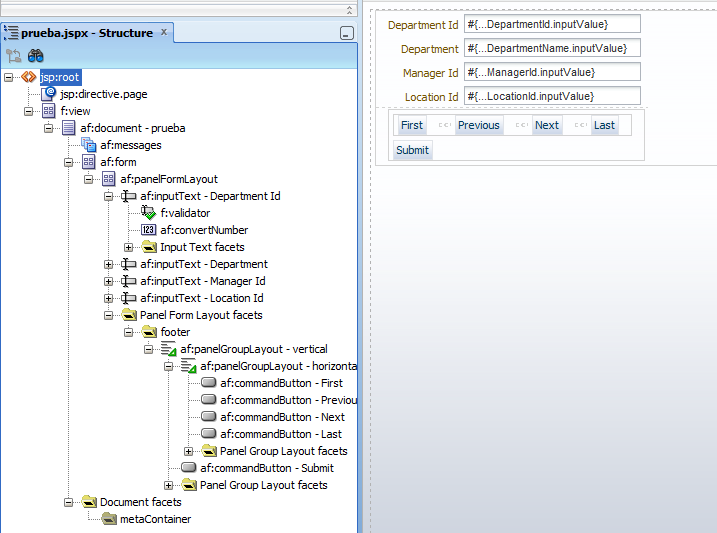 prueba.jspx - Structure x
jsp:root
jsp:directive.page
f:view
af:document - prueba
af:messages
af:form
af:panelFormLayout
af:inputText - Department Id
f:validator
123 af:convertNumber
Input Text facets
af:inputText - Department
af:inputText - Manager Id
af:inputText - Location Id
Panel Form Layout facets
footer
af:panelGroupLayout - vertical
af:panelGroupLayout - horizonta
af:commandButton - First
af:commandButton - Previou
af:commandButton - Next
af:commandButton - Last
Panel Group Layout facets
af:commandButton - Submit
Panel Group Layout facets
Document facets
metaContainer
Department Id #{...DepartmentId.inputValue}
Department #{...DepartmentName.inputValue}
Manager Id #{...ManagerId.inputValue}
Location Id #{...LocationId.inputValue}
First Previous Next Last
Submit